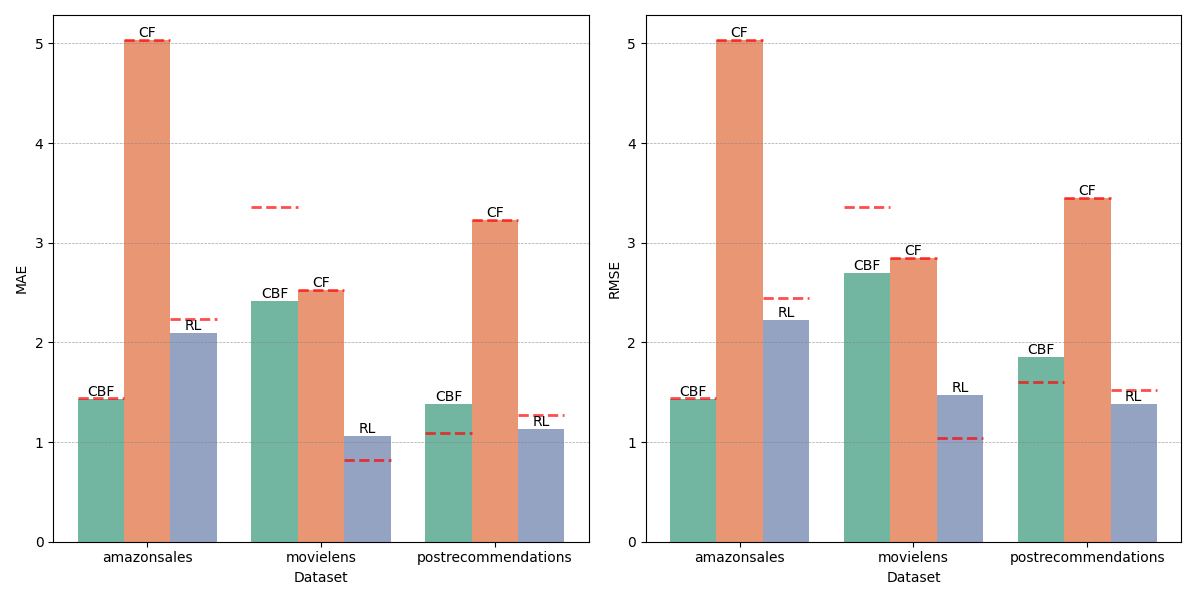 MAE
5
4
3
2
1
0
CBF
CF
RL
CBF
CF
RL
CBF
CF
RL
amazonsales
movielens
postrecommendations
Dataset
RMSE
5
4
3
2
1
0
CBF
CF
RL
CBF
CF
RL
CBF
CF
RL
amazonsales
movielens
postrecommendations
Dataset